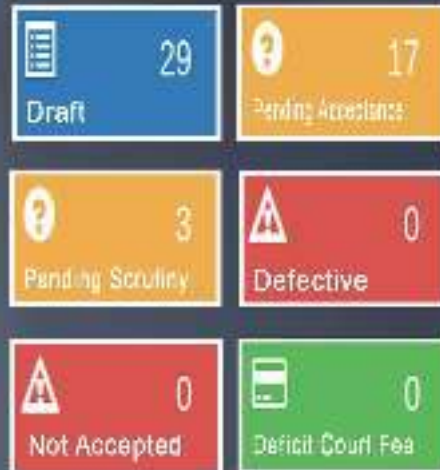 29
Draft
17
Pending Acceptance
3
Pending Scrutiny
0
Defective
0
Not Accepted
0
Deficit Court Fee